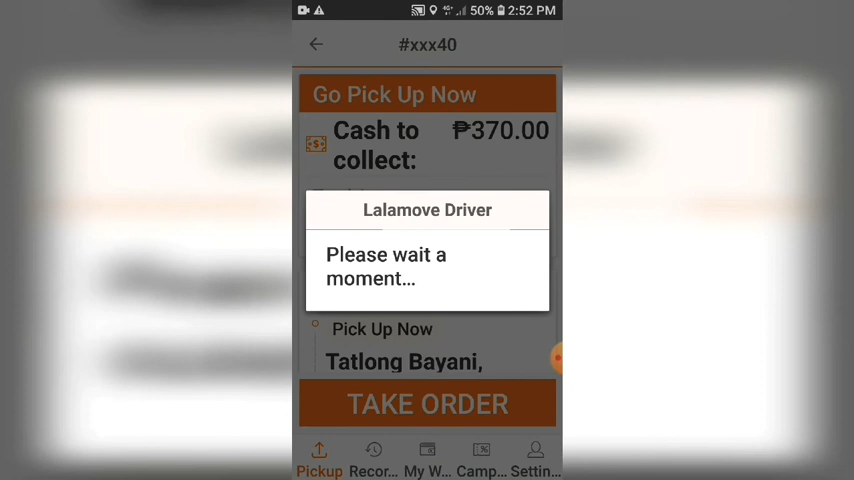 4G+ 50% 2:52 PM
#xxx40
Go Pick Up Now
Cash to ₱370.00
collect:
Lalamove Driver
Please wait a
moment...
Pick Up Now
Tatlong Bayani,
TAKE ORDER
Pickup Recor... My W... Camp... Settin...